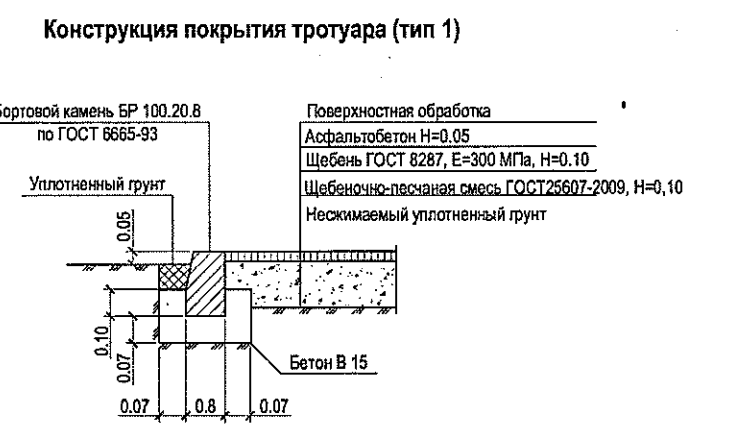 Конструкция покрытия тротуара (тип 1)
Бортовой камень БР 100.20.8
по ГОСТ 6665-93
Уплотненный грунт
Поверхностная обработка
Асфальтобетон H=0.05
Щебень ГОСТ 8287, E=300 МПа, H=0.10
Щебеночно-песчаная смесь ГОСТ25607-2009, H=0,10
Несжимаемый уплотненный грунт
0.05
0.10
0.07
Бетон В 15
0.07 0.8 0.07